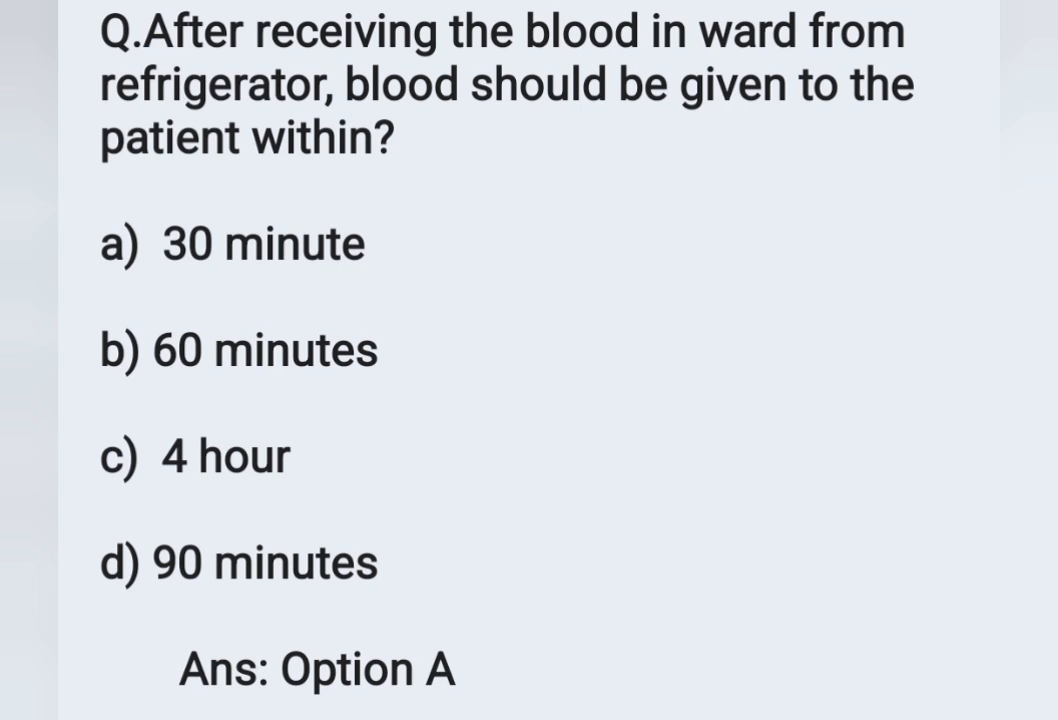 Q.After receiving the blood in ward from
refrigerator, blood should be given to the
patient within?
a) 30 minute
b) 60 minutes
c) 4 hour
d) 90 minutes
Ans: Option A